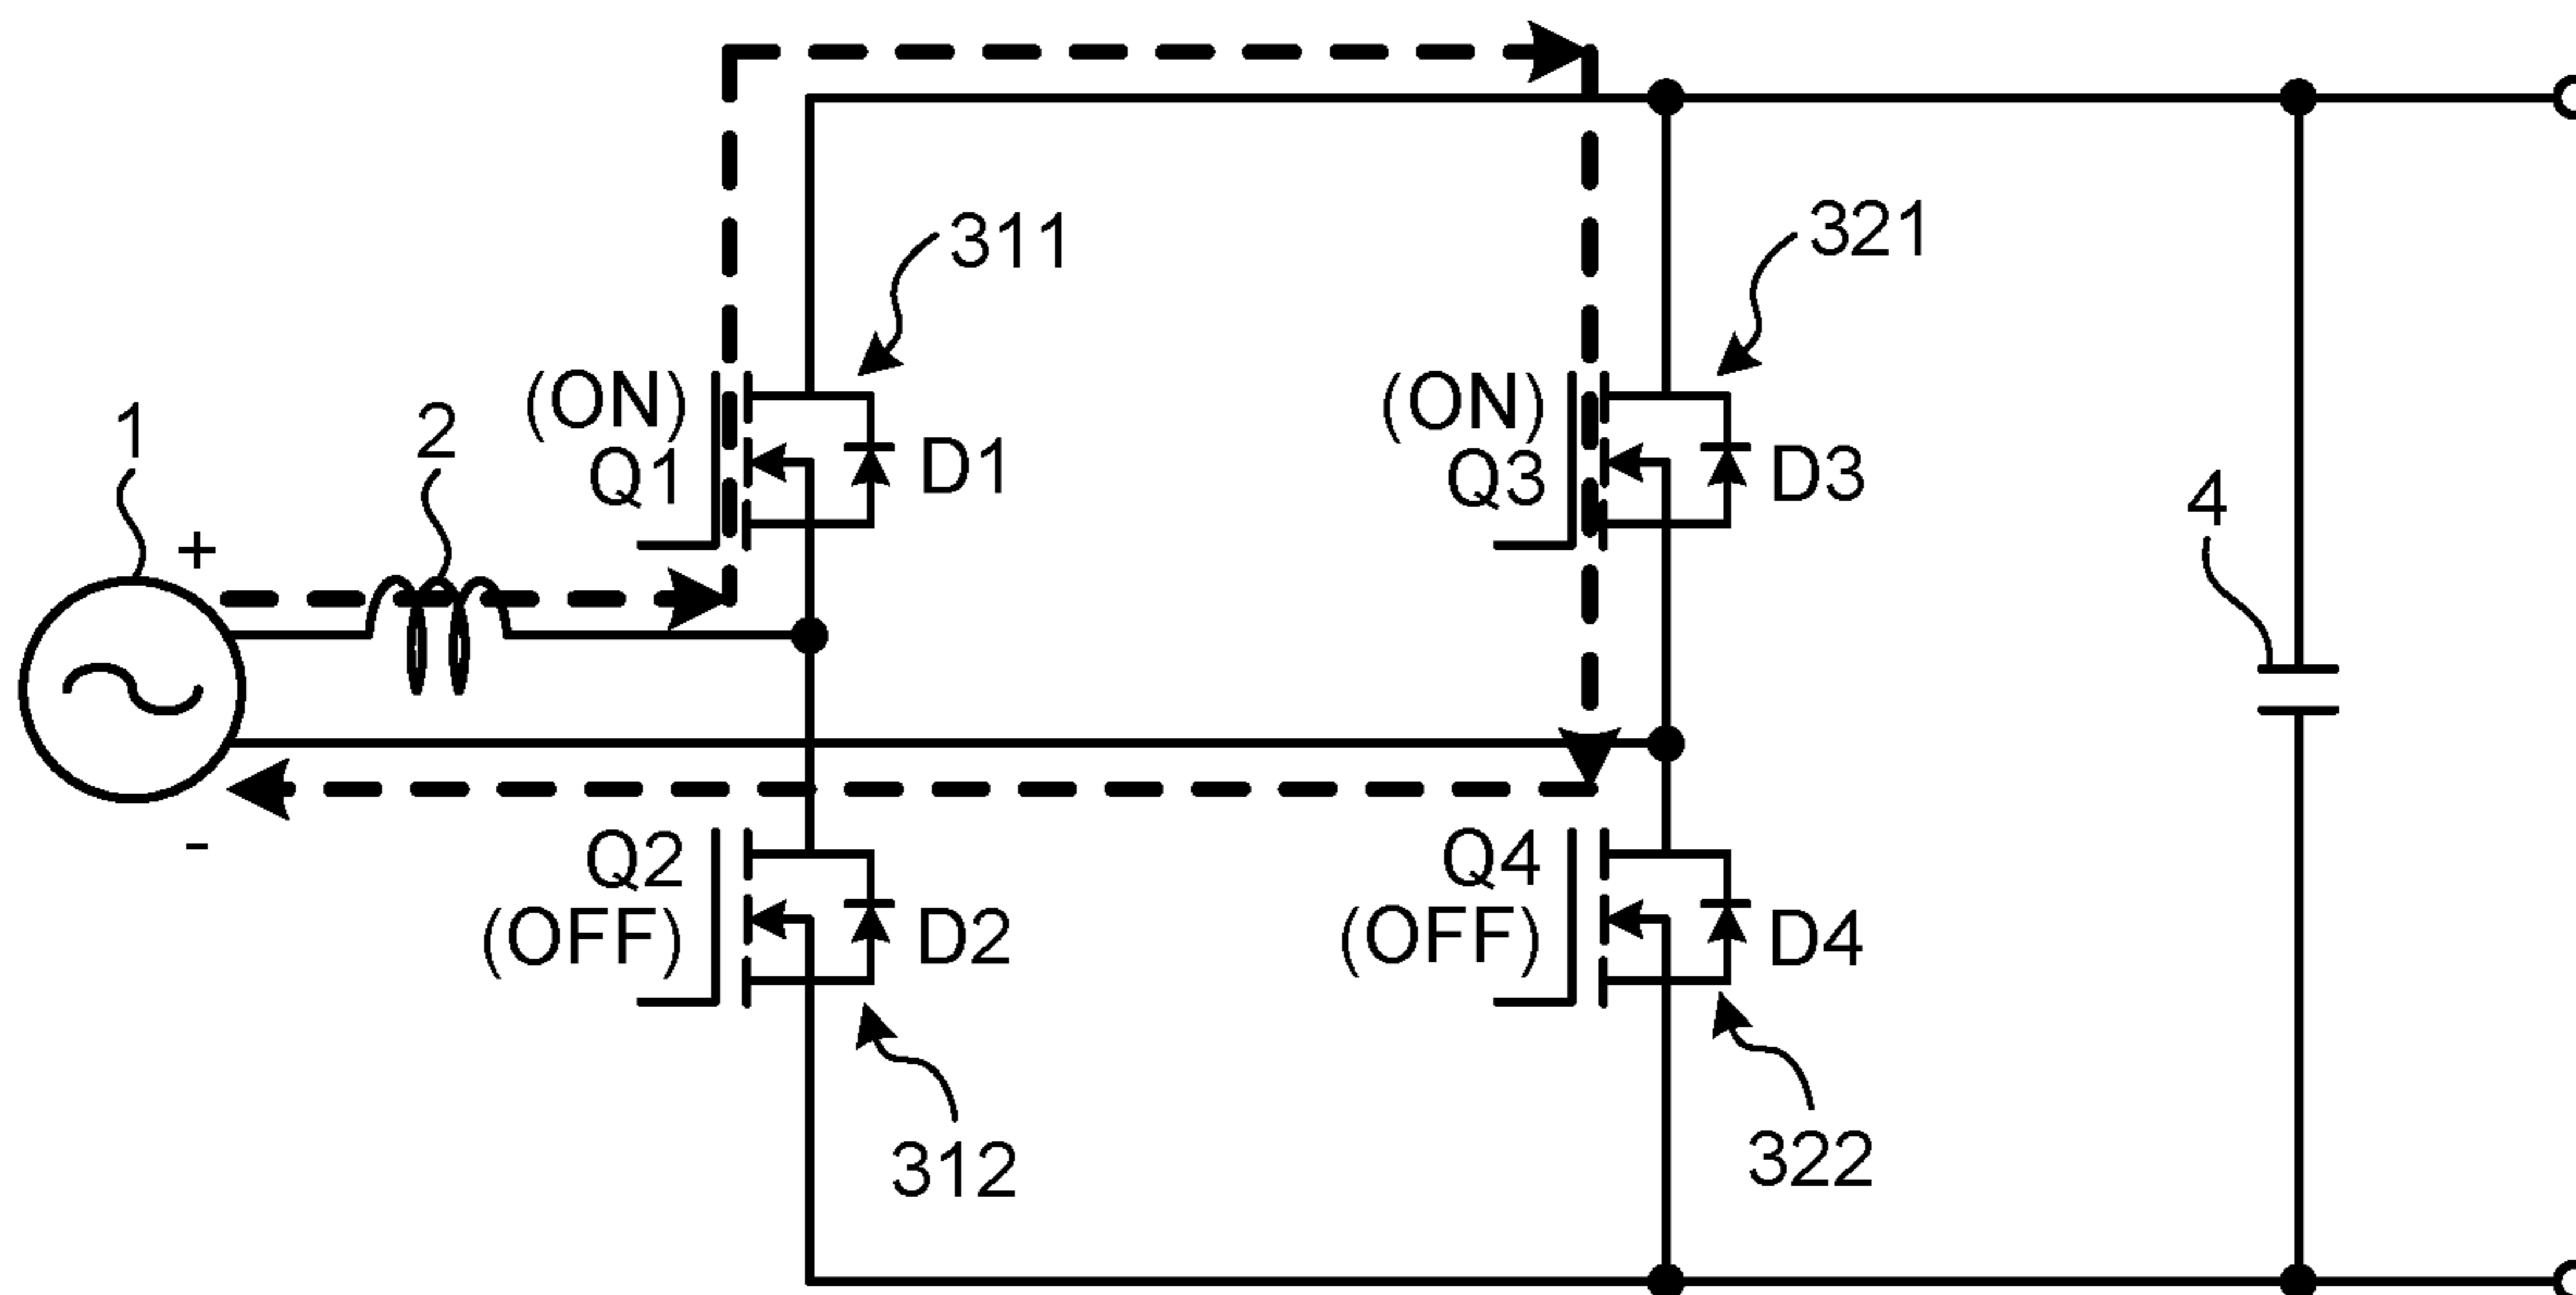 311
321
(ON)
Q1
D1
(ON)
Q3
D3
1
2
4
+
-
Q2
(OFF)
D2
Q4
(OFF)
D4
312
322